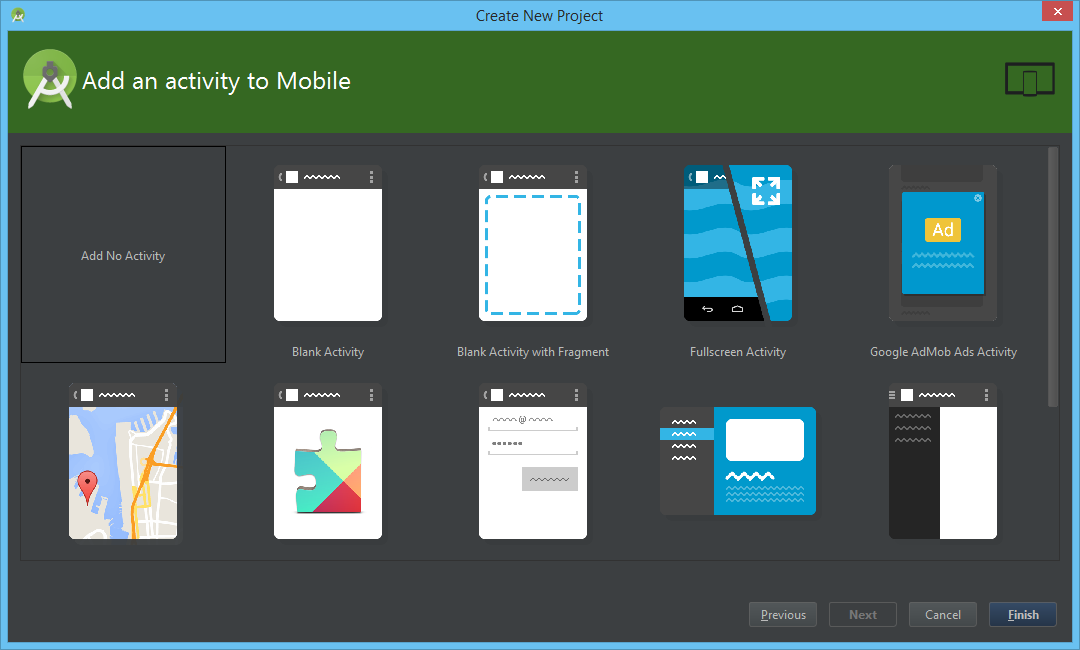 Create New Project
Add an activity to Mobile
Add No Activity
Ad
Blank Activity
Blank Activity with Fragment
Fullscreen Activity
Google AdMob Ads Activity
@
Previous
Next
Cancel
Finish